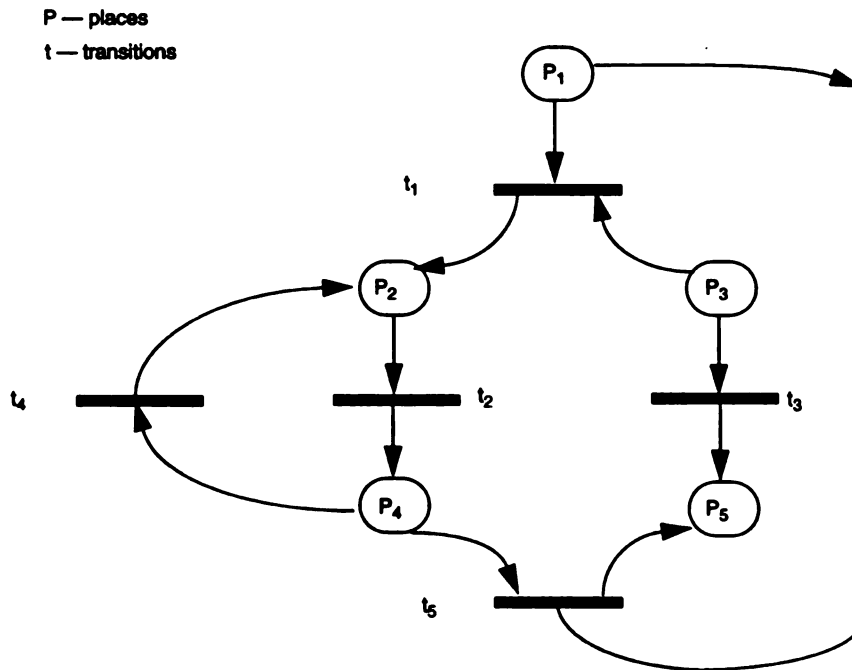 P — places
t — transitions
P₁
t₁
P₂
P₃
t₄
t₂
t₃
P₄
P₅
t₅